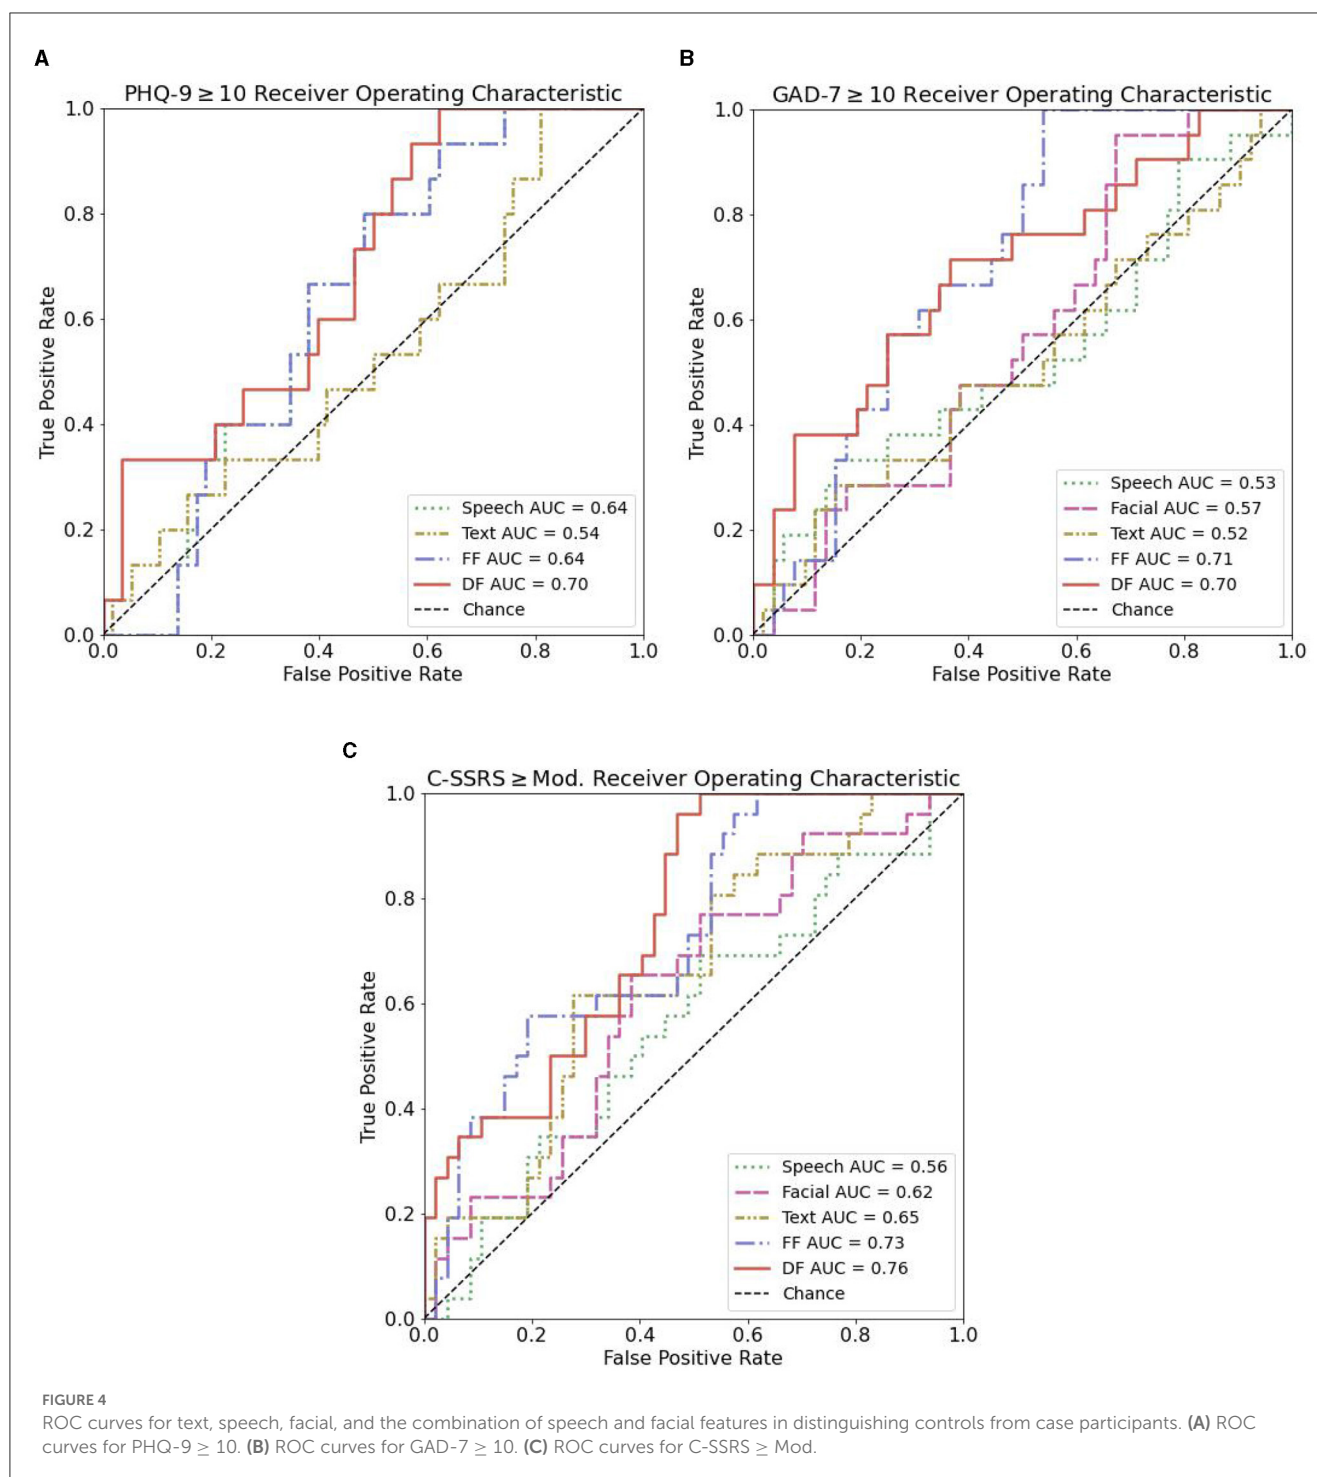 A
PHQ-9 ≥ 10 Receiver Operating Characteristic
1.0
0.8
0.6
0.4
0.2
0.0
True Positive Rate
Speech AUC = 0.64
Text AUC = 0.54
FF AUC = 0.64
DF AUC = 0.70
Chance
0.0 0.2 0.4 0.6 0.8 1.0
False Positive Rate
B
GAD-7 ≥ 10 Receiver Operating Characteristic
1.0
0.8
0.6
0.4
0.2
0.0
True Positive Rate
Speech AUC = 0.53
Facial AUC = 0.57
Text AUC = 0.52
FF AUC = 0.71
DF AUC = 0.70
Chance
0.0 0.2 0.4 0.6 0.8 1.0
False Positive Rate
C
C-SSRS ≥ Mod. Receiver Operating Characteristic
1.0
0.8
0.6
0.4
0.2
0.0
True Positive Rate
Speech AUC = 0.56
Facial AUC = 0.62
Text AUC = 0.65
FF AUC = 0.73
DF AUC = 0.76
Chance
0.0 0.2 0.4 0.6 0.8 1.0
False Positive Rate
FIGURE 4
ROC curves for text, speech, facial, and the combination of speech and facial features in distinguishing controls from case participants. (A) ROC
curves for PHQ-9 ≥ 10. (B) ROC curves for GAD-7 ≥ 10. (C) ROC curves for C-SSRS ≥ Mod.